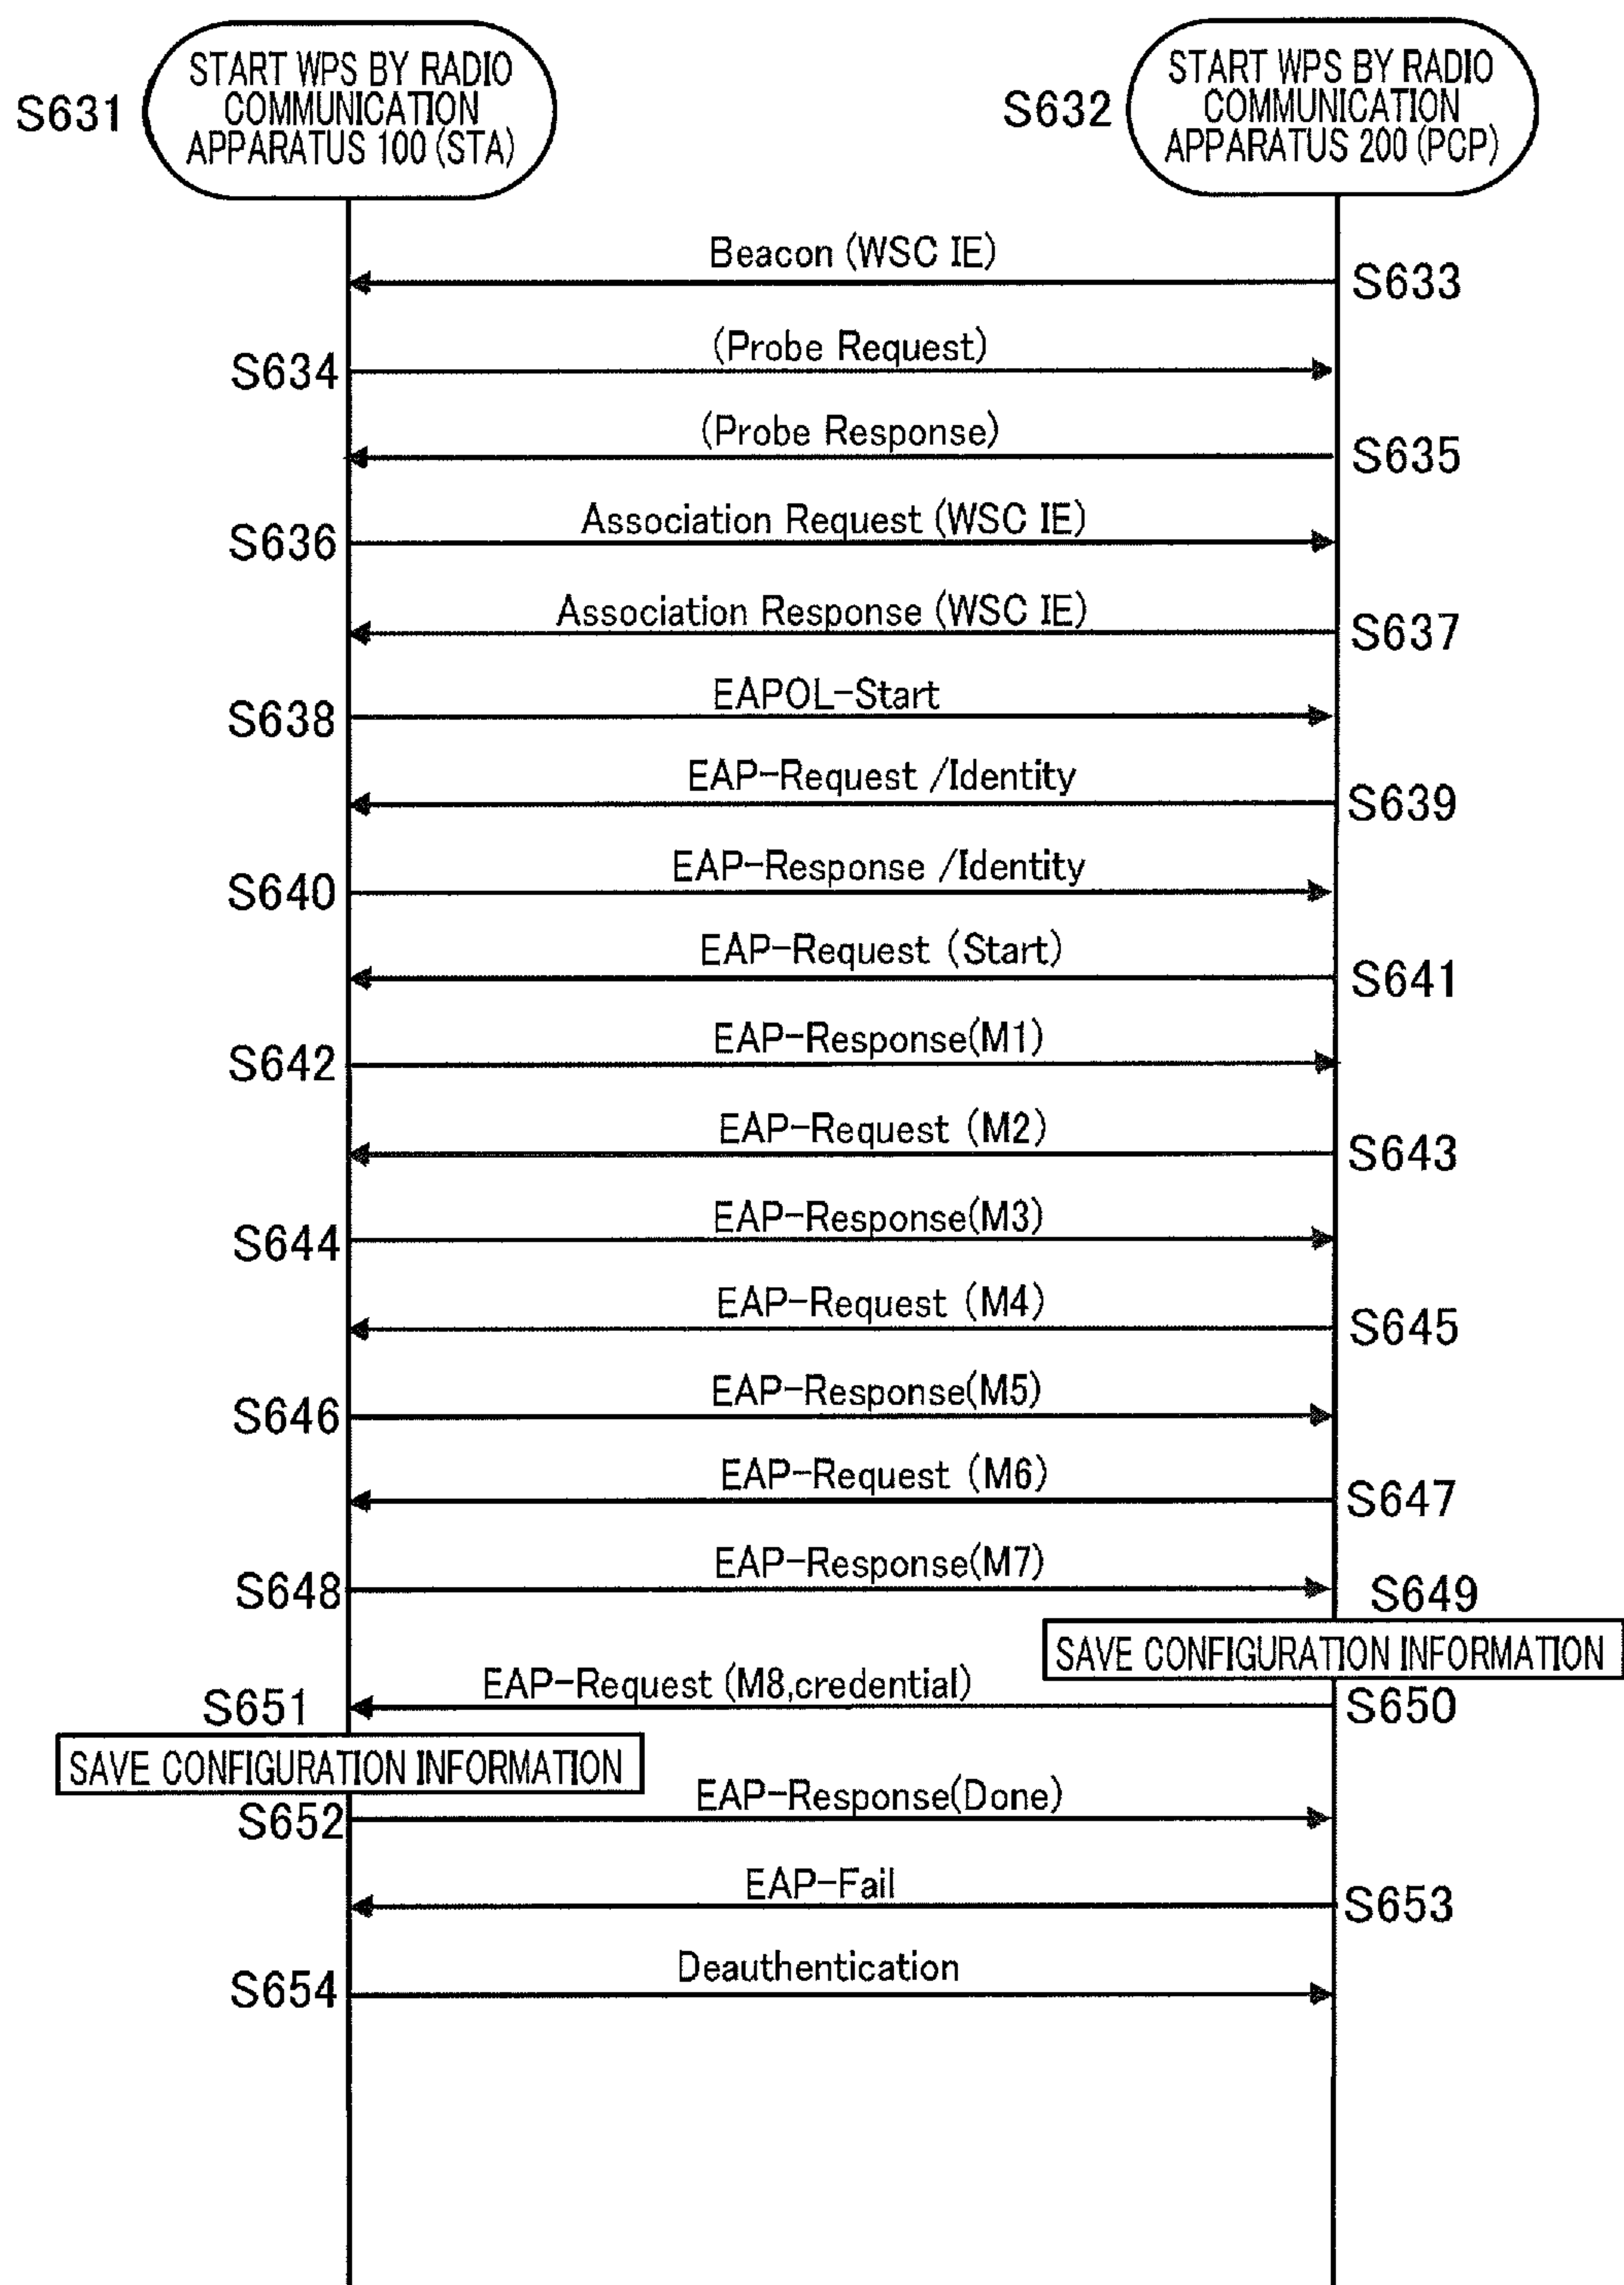 START WPS BY RADIO
COMMUNICATION
APPARATUS 100 (STA)
S631
START WPS BY RADIO
COMMUNICATION
APPARATUS 200 (PCP)
S632
Beacon (WSC IE)
S633
(Probe Request)
S634
(Probe Response)
S635
Association Request (WSC IE)
S636
Association Response (WSC IE)
S637
EAPOL-Start
S638
EAP-Request /Identity
S639
EAP-Response /Identity
S640
EAP-Request (Start)
S641
EAP-Response(M1)
S642
EAP-Request (M2)
S643
EAP-Response(M3)
S644
EAP-Request (M4)
S645
EAP-Response(M5)
S646
EAP-Request (M6)
S647
EAP-Response(M7)
S648
S649
SAVE CONFIGURATION INFORMATION
EAP-Request (M8,credential)
S650
S651
SAVE CONFIGURATION INFORMATION
EAP-Response(Done)
S652
EAP-Fail
S653
Deauthentication
S654